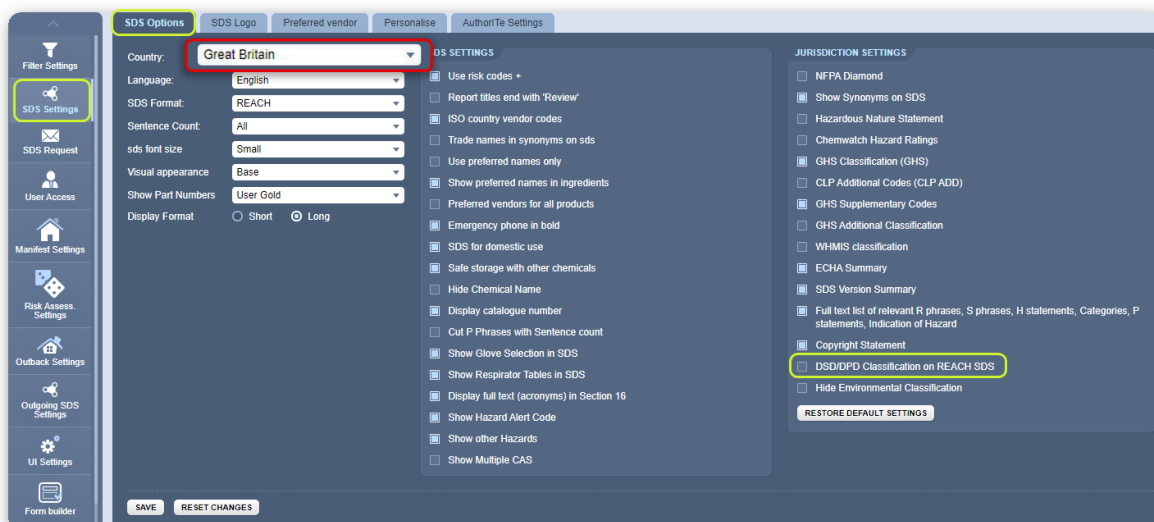 SDS Options
SDS Logo
Preferred vendor
Personalise
AuthorITe Settings
Filter Settings
SDS Settings
SDS Request
User Access
Manifest Settings
Risk Assess.
Settings
Outback Settings
Outgoing SDS
Settings
UI Settings
Form builder
Country: Great Britain
Language: English
SDS Format: REACH
Sentence Count: All
sds font size Small
Visual appearance Base
Show Part Numbers User Gold
Display Format Short Long
DS SETTINGS
Use risk codes +
Report titles end with 'Review'
ISO country vendor codes
Trade names in synonyms on sds
Use preferred names only
Show preferred names in ingredients
Preferred vendors for all products
Emergency phone in bold
SDS for domestic use
Safe storage with other chemicals
Hide Chemical Name
Display catalogue number
Cut P Phrases with Sentence count
Show Glove Selection in SDS
Show Respirator Tables in SDS
Display full text (acronyms) in Section 16
Show Hazard Alert Code
Show other Hazards
Show Multiple CAS
JURISDICTION SETTINGS
NFPA Diamond
Show Synonyms on SDS
Hazardous Nature Statement
Chemwatch Hazard Ratings
GHS Classification (GHS)
CLP Additional Codes (CLP ADD)
GHS Supplementary Codes
GHS Additional Classification
WHMIS classification
ECHA Summary
SDS Version Summary
Full text list of relevant R phrases, S phrases, H statements, Categories, P
statements, Indication of Hazard
Copyright Statement
DSD/DPD Classification on REACH SDS
Hide Environmental Classification
RESTORE DEFAULT SETTINGS
SAVE
RESET CHANGES